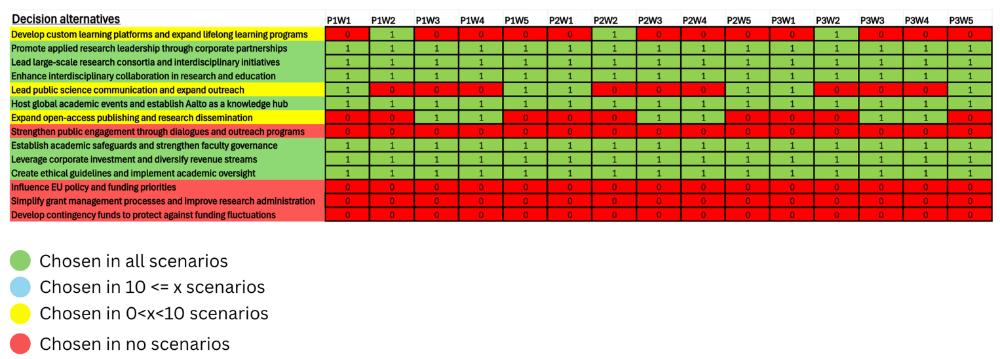 Decision alternatives P1W1 P1W2 P1W3 P1W4 P1W5 P2W1 P2W2 P2W3 P2W4 P2W5 P3W1 P3W2 P3W3 P3W4 P3W5
Develop custom learning platforms and expand lifelong learning programs 0 1 0 0 0 0 1 0 0 0 0 1 0 0 0
Promote applied research leadership through corporate partnerships 1 1 1 1 1 1 1 1 1 1 1 1 1 1 1
Lead large-scale research consortia and interdisciplinary initiatives 1 1 1 1 1 1 1 1 1 1 1 1 1 1 1
Enhance interdisciplinary collaboration in research and education 1 1 1 1 1 1 1 1 1 1 1 1 1 1 1
Lead public science communication and expand outreach 1 0 0 0 1 1 0 0 0 1 1 0 0 0 1
Host global academic events and establish Aalto as a knowledge hub 1 1 1 1 1 1 1 1 1 1 1 1 1 1 1
Expand open-access publishing and research dissemination 0 0 1 1 0 0 0 1 1 0 0 0 1 1 0
Strengthen public engagement through dialogues and outreach programs 0 0 0 0 0 0 0 0 0 0 0 0 0 0 0
Establish academic safeguards and strengthen faculty governance 1 1 1 1 1 1 1 1 1 1 1 1 1 1 1
Leverage corporate investment and diversify revenue streams 1 1 1 1 1 1 1 1 1 1 1 1 1 1 1
Create ethical guidelines and implement academic oversight 1 1 1 1 1 1 1 1 1 1 1 1 1 1 1
Influence EU policy and funding priorities 0 0 0 0 0 0 0 0 0 0 0 0 0 0 0
Simplify grant management processes and improve research administration 0 0 0 0 0 0 0 0 0 0 0 0 0 0 0
Develop contingency funds to protect against funding fluctuations 0 0 0 0 0 0 0 0 0 0 0 0 0 0 0
Chosen in all scenarios
Chosen in 10 <= x scenarios
Chosen in 0<x<10 scenarios
Chosen in no scenarios